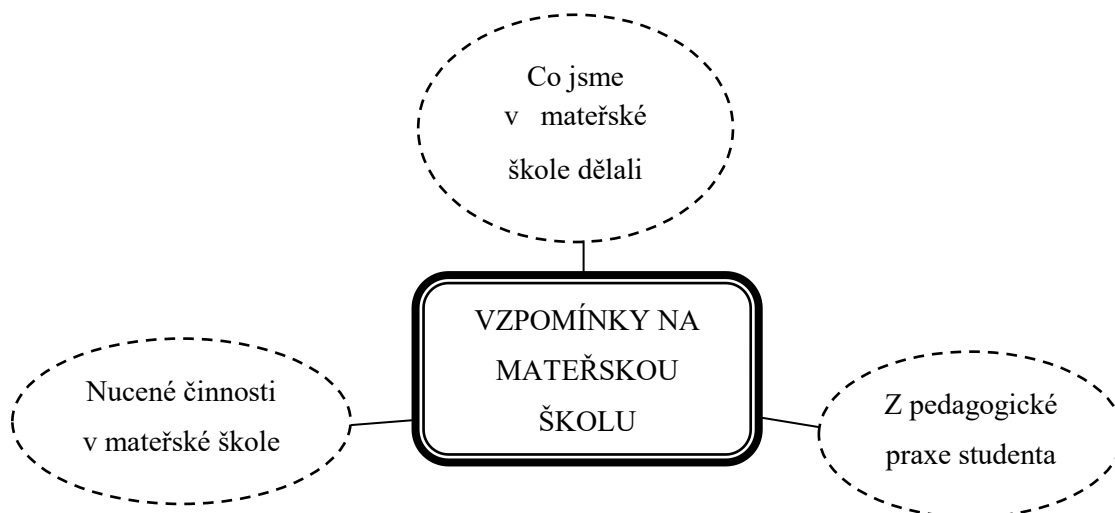 Co jsme
v mateřské
škole dělali
VZPOMÍNKY NA
MATEŘSKOU
ŠKOLU
Nucené činnosti
v mateřské škole
Z pedagogické
praxe studenta